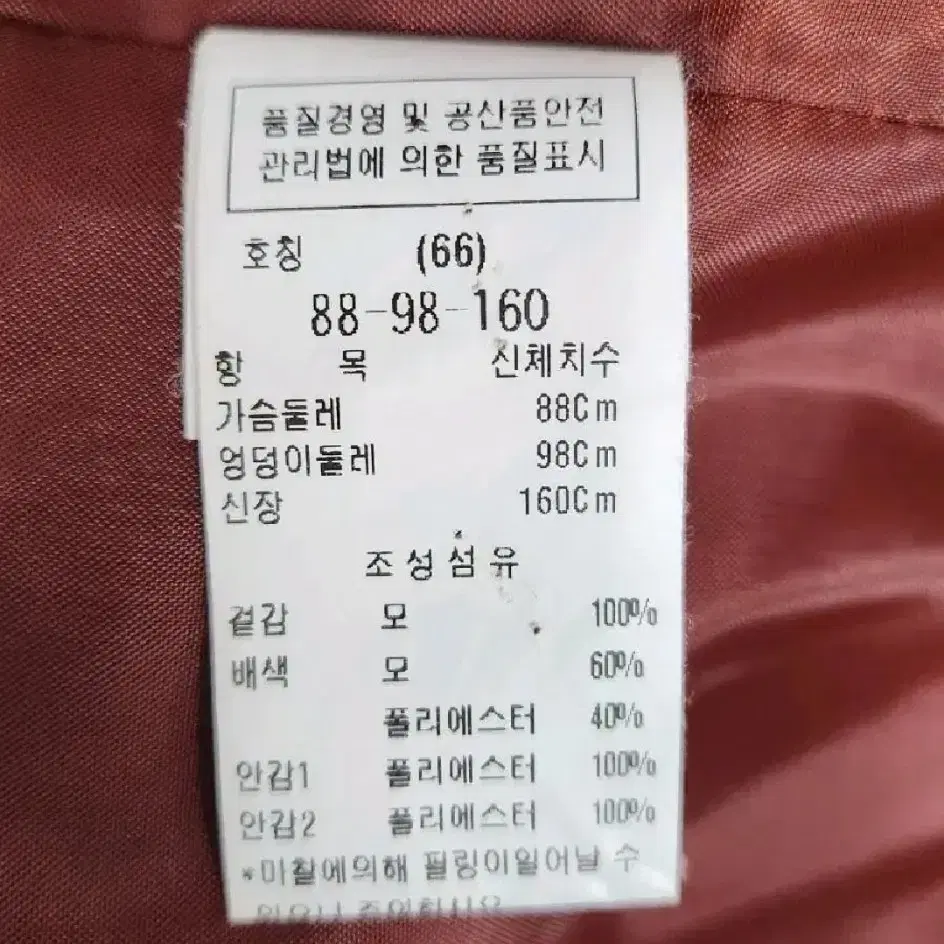 품질경영 및 공산품안전
관리법에 의한 품질표시
호칭 (66)
88-98-160
항 목 신체치수
가슴둘레 88Cm
엉덩이둘레 98Cm
신장 160Cm
조성섬유
겉감 모 100%
배색 모 60%
폴리에스터 40%
안감1 폴리에스터 100%
안감2 폴리에스터 100%
*미찰에의해 필링이일어날 수